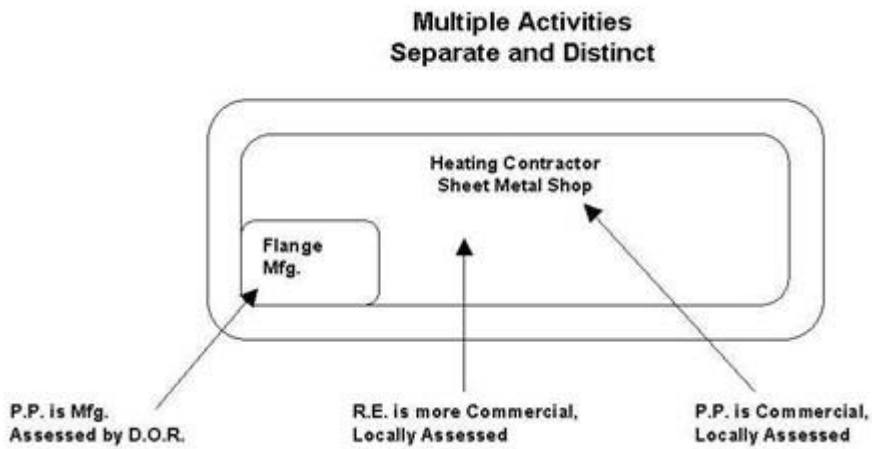 Multiple Activities
Separate and Distinct
Heating Contractor
Sheet Metal Shop
Flange
Mfg.
P.P. is Mfg.
Assessed by D.O.R.
R.E. is more Commercial,
Locally Assessed
P.P. is Commercial,
Locally Assessed